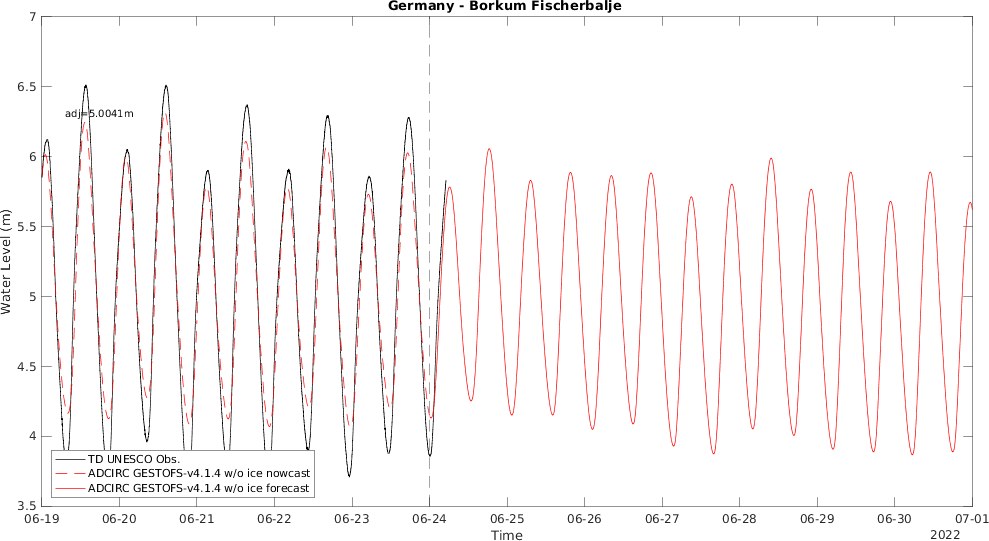 Germany - Borkum Fischerbalje
7
6.5
adj=5.0041m
6
5.5
Water Level (m)
5
4.5
4
TD UNESCO Obs.
ADCIRC GESTOFS-v4.1.4 w/o ice nowcast
ADCIRC GESTOFS-v4.1.4 w/o ice forecast
3.5
06-19 06-20 06-21 06-22 06-23 06-24 06-25 06-26 06-27 06-28 06-29 06-30 07-01
Time
2022